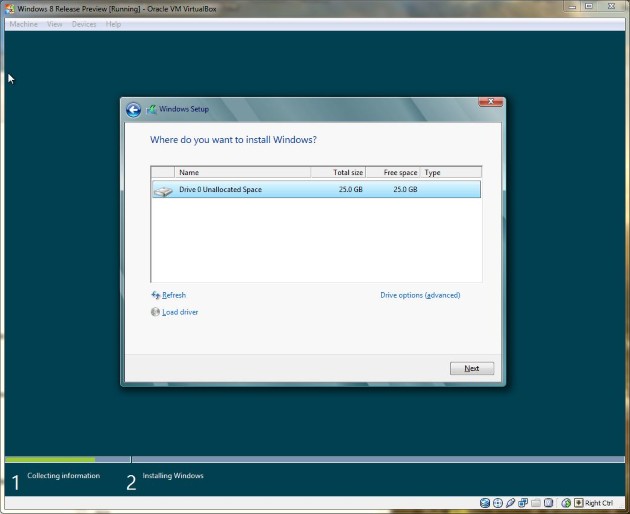 Windows 8 Release Preview [Running] - Oracle VM VirtualBox
Machine View Devices Help
Windows Setup
Where do you want to install Windows?
Name Total size Free space Type
Drive 0 Unallocated Space 25.0 GB 25.0 GB
Refresh Drive options (advanced)
Load driver
Next
1 Collecting information 2 Installing Windows
Right Ctrl